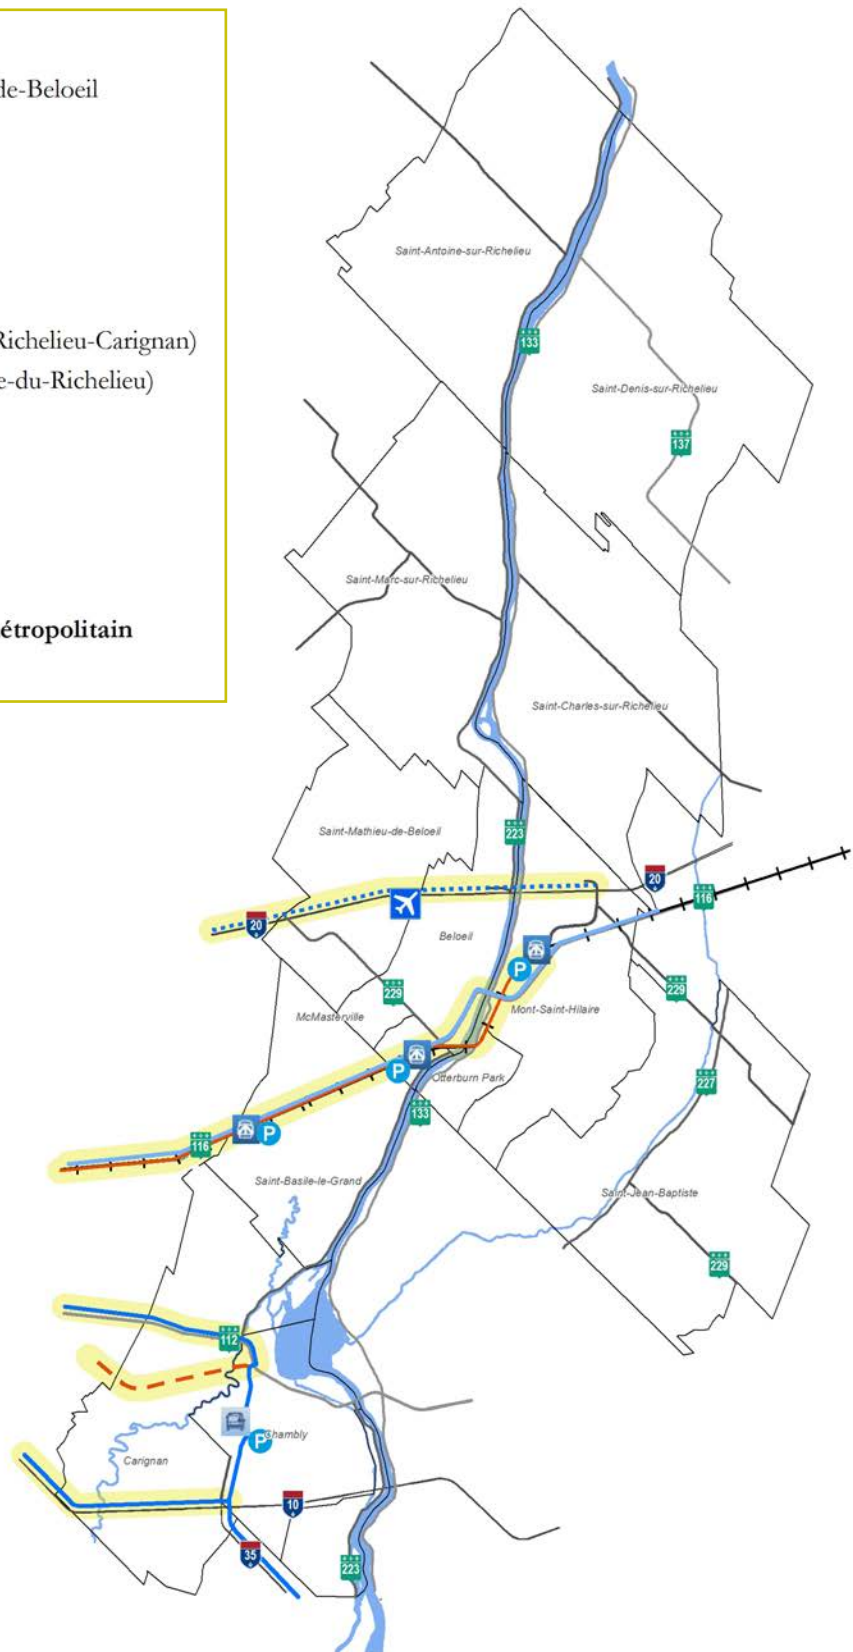 de-Beloeil
Richelieu-Carignan)
e-du-Richelieu)
étropolitain
Saint-Antoine-sur-Richelieu
133
Saint-Denis-sur-Richelieu
137
Saint-Marc-sur-Richelieu
Saint-Charles-sur-Richelieu
Saint-Mathieu-de-Beloeil
223
20
116
20
Beloeil
229
229
McMasterville
Mont-Saint-Hilaire
P
P
Otterburn Park
227
133
116
P
Saint-Basile-le-Grand
Saint-Jean-Baptiste
229
112
Chambly
P
Carignan
10
35
223